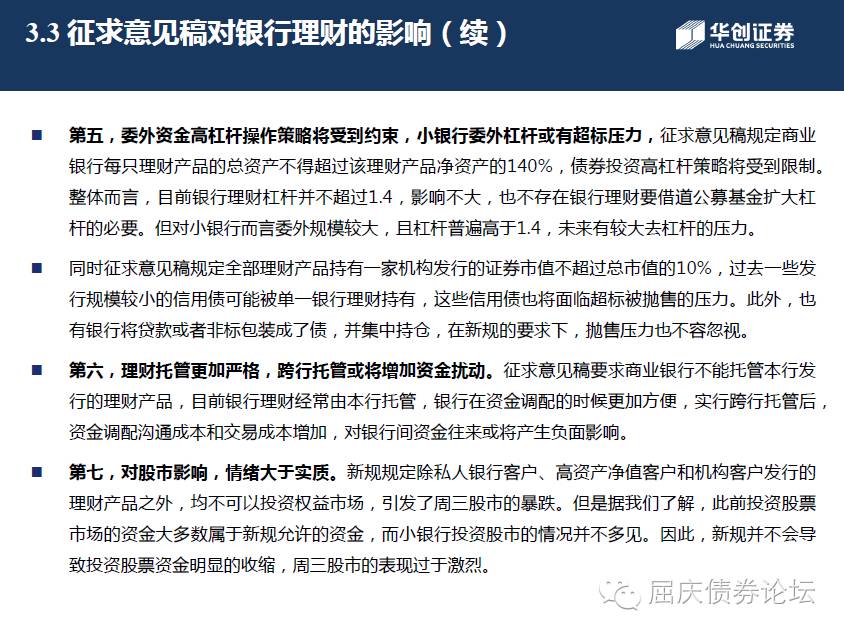 3.3 征求意见稿对银行理财的影响（续）
华创证券
HUA CHUANG SECURITIES
■ 第五，委外资金高杠杆操作策略将受到约束，小银行委外杠杆或有超标压力，征求意见稿规定商业
银行每只理财产品的总资产不得超过该理财产品净资产的140%，债券投资高杠杆策略将受到限制。
整体而言，目前银行理财杠杆并不超过1.4，影响不大，也不存在银行理财要借道公募基金扩大杠
杆的必要。但对小银行而言委外规模较大，且杠杆普遍高于1.4，未来有较大去杠杆的压力。
■ 同时征求意见稿规定全部理财产品持有一家机构发行的证券市值不超过总市值的10%，过去一些发
行规模较小的信用债可能被单一银行理财持有，这些信用债也将面临超标被抛售的压力。此外，也
有银行将贷款或者非标包装成了债，并集中持仓，在新规的要求下，抛售压力也不容忽视。
■ 第六，理财托管更加严格，跨行托管或将增加资金扰动。征求意见稿要求商业银行不能托管本行发
行的理财产品，目前银行理财经常由本行托管，银行在资金调配的时候更加方便，实行跨行托管后，
资金调配沟通成本和交易成本增加，对银行间资金往来或将产生负面影响。
■ 第七，对股市影响，情绪大于实质。新规规定除私人银行客户、高资产净值客户和机构客户发行的
理财产品之外，均不可以投资权益市场，引发了周三股市的暴跌。但是据我们了解，此前投资股票
市场的资金大多数属于新规允许的资金，而小银行投资股市的情况并不多见。因此，新规并不会导
致投资股票资金明显的收缩，周三股市的表现过于激烈。
屈庆债券论坛